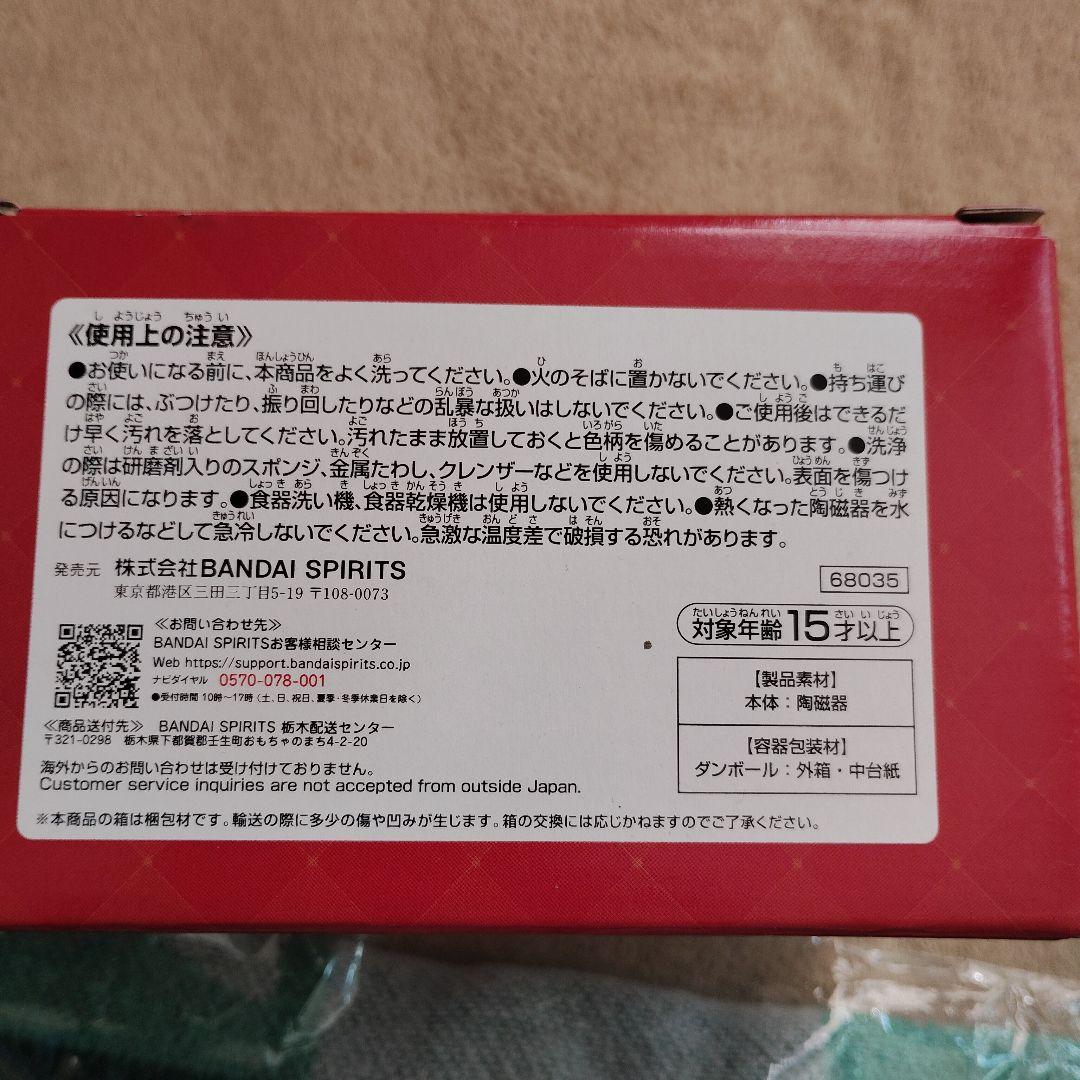 《使用上の注意》
●お使いになる前に、本商品をよく洗ってください。●火のそばに置かないでください。●持ち運び
の際には、ぶつけたり、振り回したりなどの乱暴な扱いはしないでください。●ご使用後はできるだ
け早く汚れを落としてください。汚れたまま放置しておくと色柄を傷めることがあります。●洗浄
の際は研磨剤入りのスポンジ、金属たわし、クレンザーなどを使用しないでください。表面を傷つけ
る原因になります。●食器洗い機、食器乾燥機は使用しないでください。●熱くなった陶磁器を水
につけるなどして急冷しないでください。急激な温度差で破損する恐れがあります。
発売元 株式会社BANDAI SPIRITS
東京都港区三田三丁目5-19 〒108-0073
68035
対象年齢15才以上
≪お問い合わせ先≫
BANDAI SPIRITSお客様相談センター
Web https://support.bandaispirits.co.jp
ナビダイヤル 0570-078-001
●受付時間 10時〜17時（土、日、祝日、夏季・冬季休業日を除く）
≪商品送付先≫ BANDAI SPIRITS 栃木配送センター
〒321-0298 栃木県下都賀郡壬生町おもちゃのまち4-2-20
【製品素材】
本体：陶磁器
【容器包装材】
ダンボール：外箱・中台紙
海外からのお問い合わせは受け付けておりません。
Customer service inquiries are not accepted from outside Japan.
※本商品の箱は梱包材です。輸送の際に多少の傷や凹みが生じます。箱の交換には応じかねますのでご了承ください。